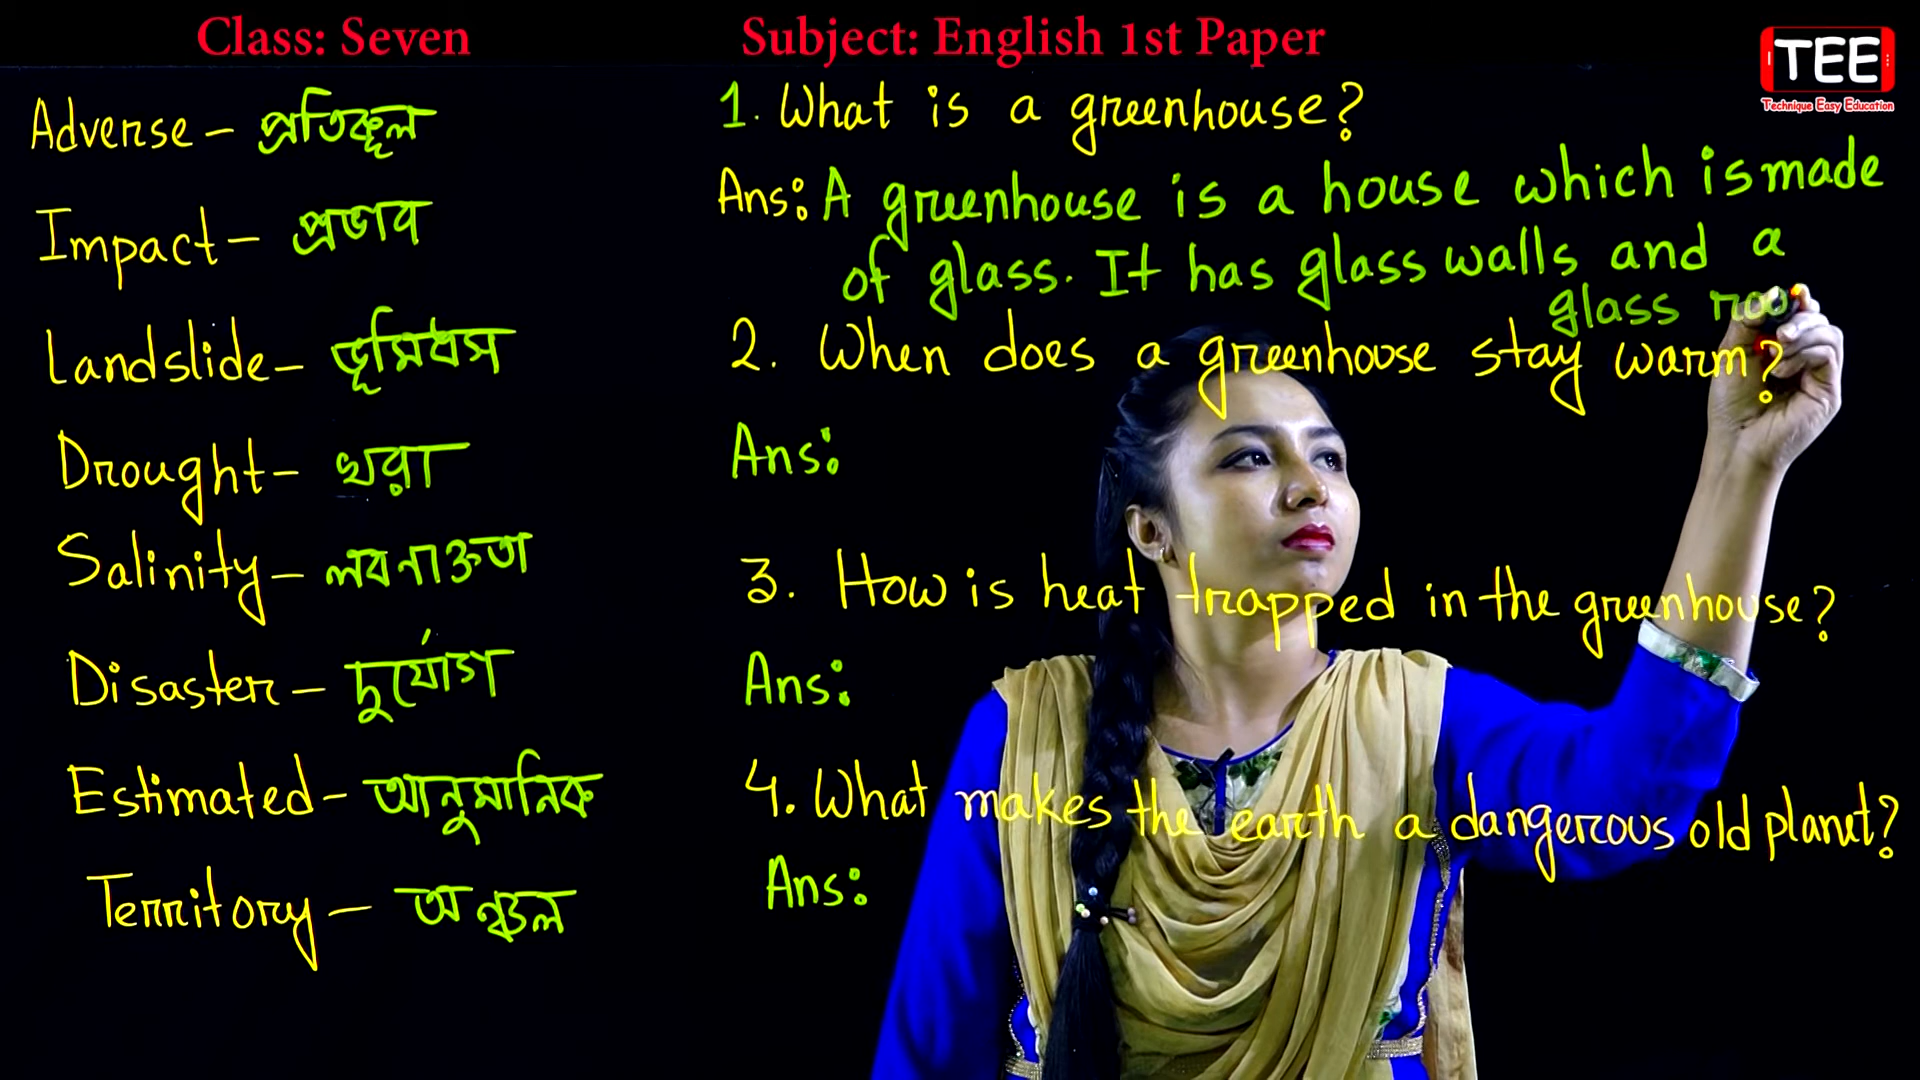 Class: Seven
Subject: English 1st Paper
TEE
Technique Easy Education
Adverse – প্রতিকূল
Impact – প্রভাব
Landslide – ভূমিধস
Drought – খরা
Salinity – লবনাক্ততা
Disaster – দুর্যোগ
Estimated – আনুমানিক
Territory – অঞ্চল
1. What is a greenhouse?
Ans: A greenhouse is a house which is made
of glass. It has glass walls and a
glass roo
2. When does a greenhouse stay warm?
Ans:
3. How is heat trapped in the greenhouse?
Ans:
4. What makes the earth a dangerous old planet?
Ans: